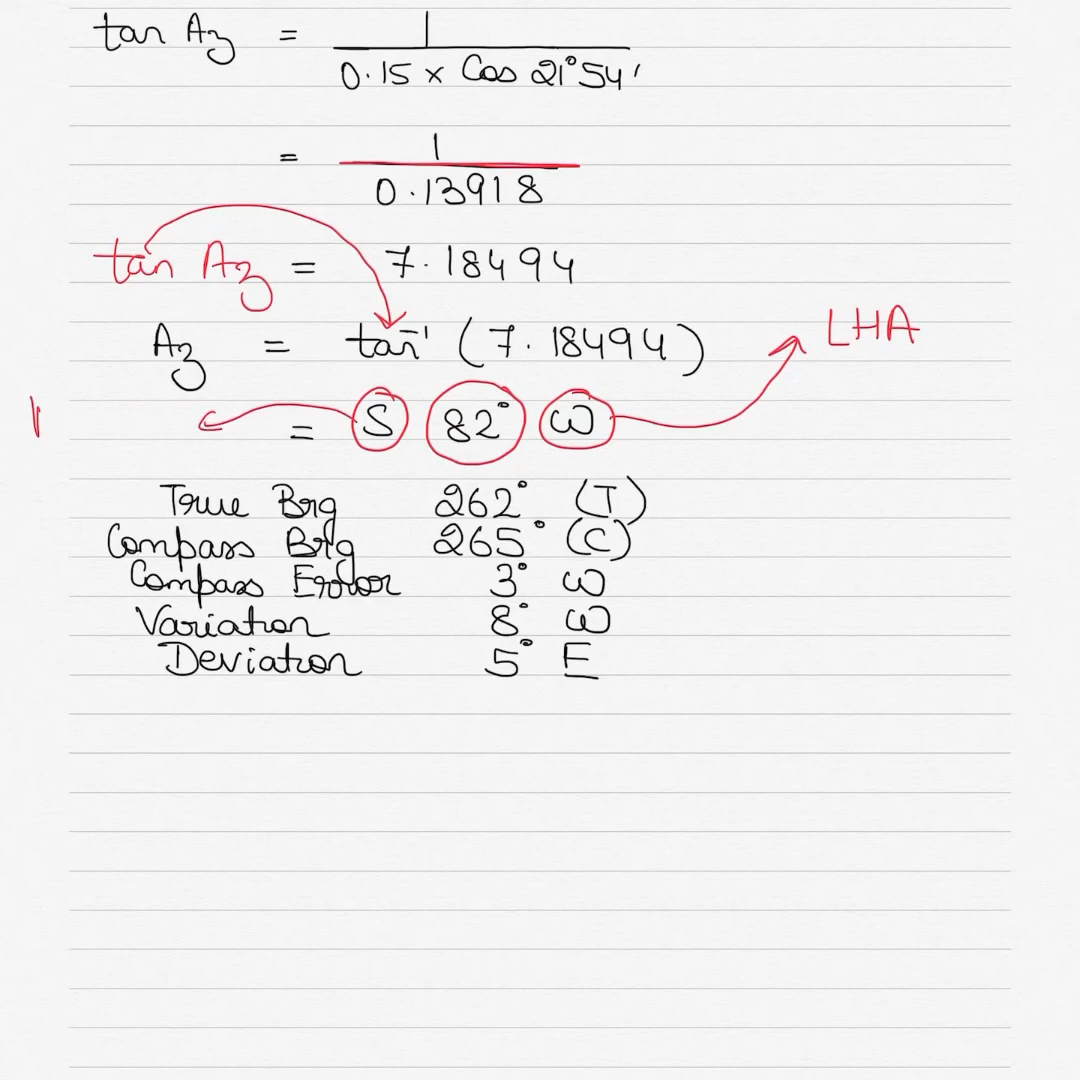 tan Az = 1
0.15 x Cos 21°54'
= 1
0.13918
tan Az = 7.18494
Az = tan⁻¹ (7.18494)
LHA
= S 82° W
True Brg 262° (T)
Compass Brg 265° (C)
Compass Error 3° W
Variation 8° W
Deviation 5° E